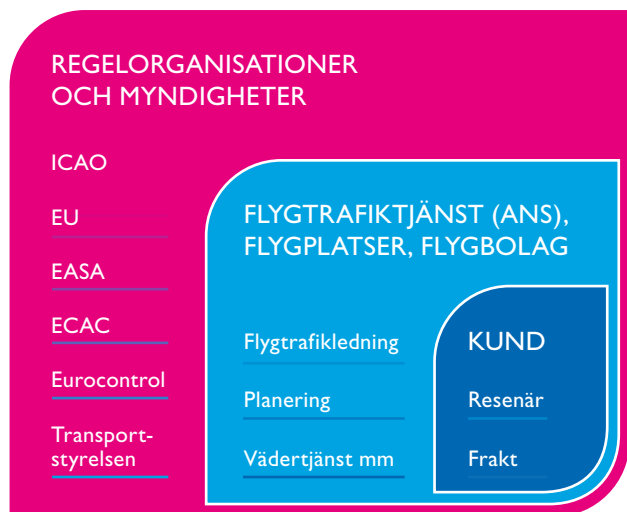 REGELORGANISATIONER
OCH MYNDIGHETER
ICAO
EU
EASA
ECAC
Eurocontrol
Transport-
styrelsen
FLYGTRAFIKTJÄNST (ANS),
FLYGPLATSER, FLYGBOLAG
Flygtrafikledning
Planering
Vädertjänst mm
KUND
Resenär
Frakt